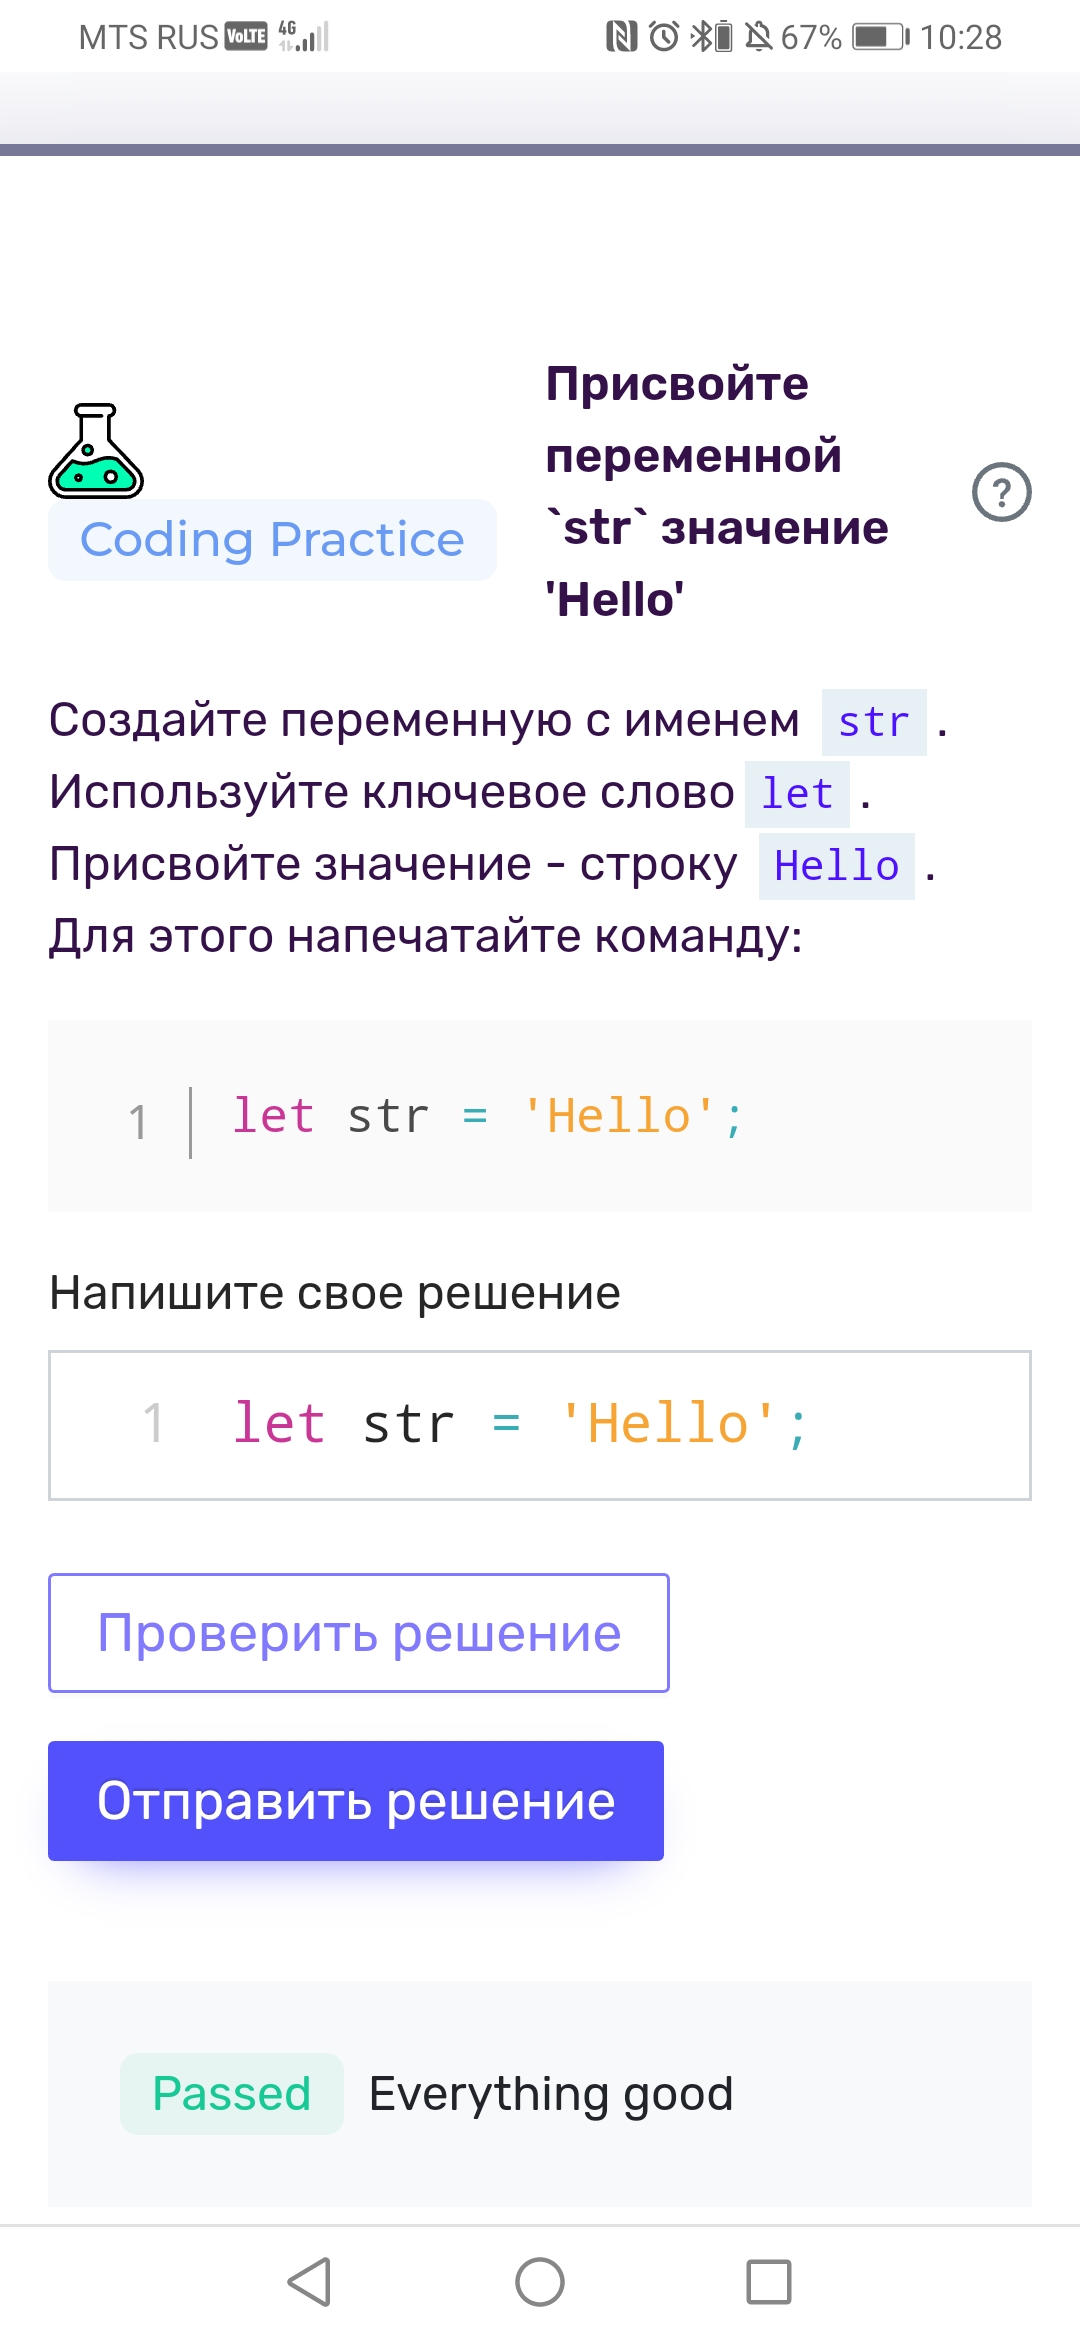 MTS RUS VoLTE 4G 67% 10:28
Присвойте
переменной
`str` значение
'Hello'
?
Coding Practice
Создайте переменную с именем str .
Используйте ключевое слово let .
Присвойте значение - строку Hello .
Для этого напечатайте команду:
1 let str = 'Hello';
Напишите свое решение
1 let str = 'Hello';
Проверить решение
Отправить решение
Passed Everything good